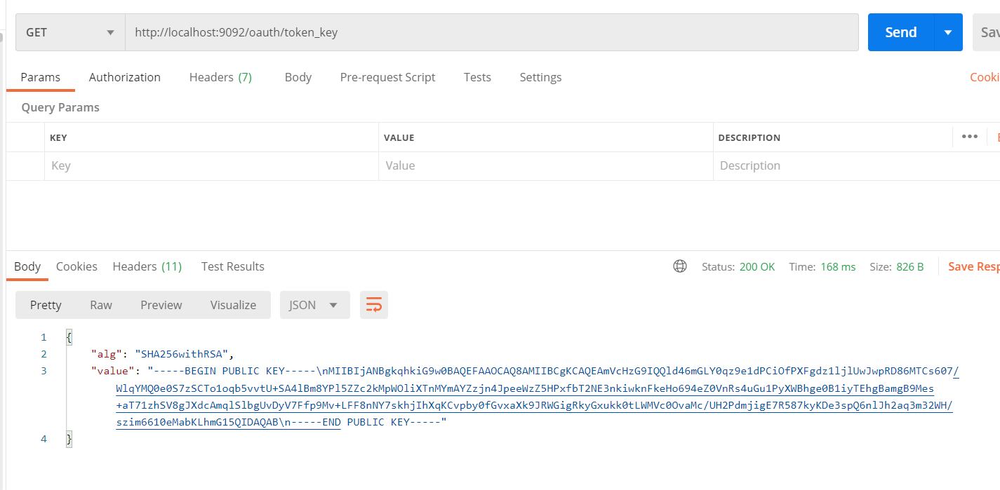 GET http://localhost:9092/oauth/token_key Send Sav
Params Authorization Headers (7) Body Pre-request Script Tests Settings Cooki
Query Params
KEY VALUE DESCRIPTION •••
Key Value Description
Body Cookies Headers (11) Test Results Status: 200 OK Time: 168 ms Size: 826 B Save Resp
Pretty Raw Preview Visualize JSON
1 {
2 "alg": "SHA256withRSA",
3 "value": "-----BEGIN PUBLIC KEY-----\nMIIBIjANBgkqhkiG9w0BAQEFAAOCAQ8AMIIBCgKCAQEAmVcHzG9IQQld46mGLY0qz9e1dPCiOfPXFgdz1ljlUwJwpRD86MTCs607/
WlqYMQ0e0S7zSCTo1oqb5vvtU+SA4lBm8YPl5ZZc2kMpWOliXTnMYmAYZzjn4JpeeWzZ5HPxfbT2NE3nkiwknFkeHo694eZ0VnRs4uGu1PyXWBhge0B1iyTEhgBamgB9Mes
+aT71zhSV8gJXdcAmqlSlbgUvDyV7Ffp9Mv+LFF8nNY7skhjIhXqKCvpby0fGvxaXk9JRWGigRkyGxukk0tLWMVc0OvaMc/UH2PdmjigE7R587kyKDe3spQ6nlJh2aq3m32WH/
szim6610eMabKLhmG15QIDAQAB\n-----END PUBLIC KEY-----"
4 }